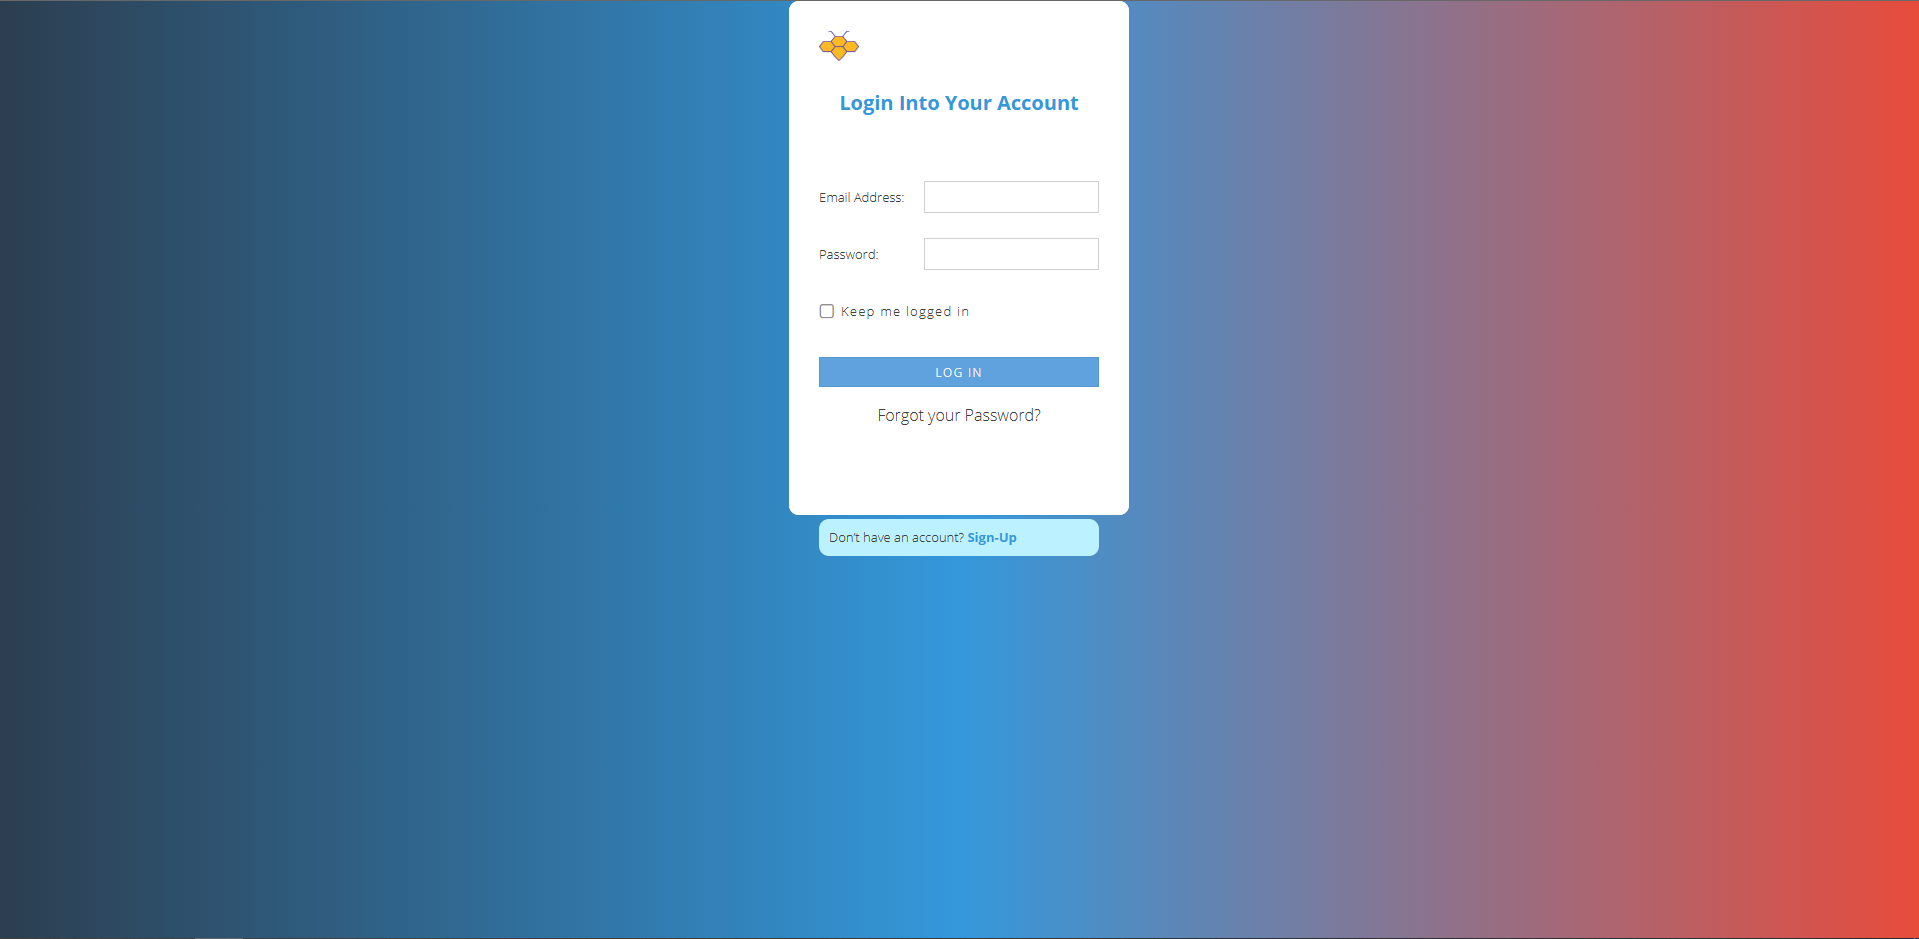 Login Into Your Account
Email Address:
Password:
Keep me logged in
LOG IN
Forgot your Password?
Don't have an account? Sign-Up